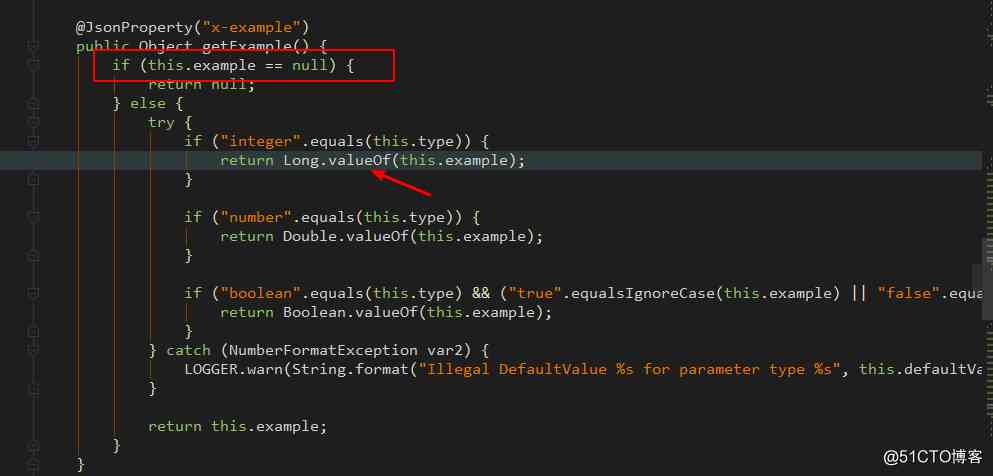 @JsonProperty("x-example")
public Object getExample() {
if (this.example == null) {
return null;
} else {
try {
if ("integer".equals(this.type)) {
return Long.valueOf(this.example);
}
if ("number".equals(this.type)) {
return Double.valueOf(this.example);
}
if ("boolean".equals(this.type) && ("true".equalsIgnoreCase(this.example) || "false".equa
return Boolean.valueOf(this.example);
}
} catch (NumberFormatException var2) {
LOGGER.warn(String.format("Illegal DefaultValue %s for parameter type %s", this.defaultVa
}
return this.example;
}
}
@51CTO博客